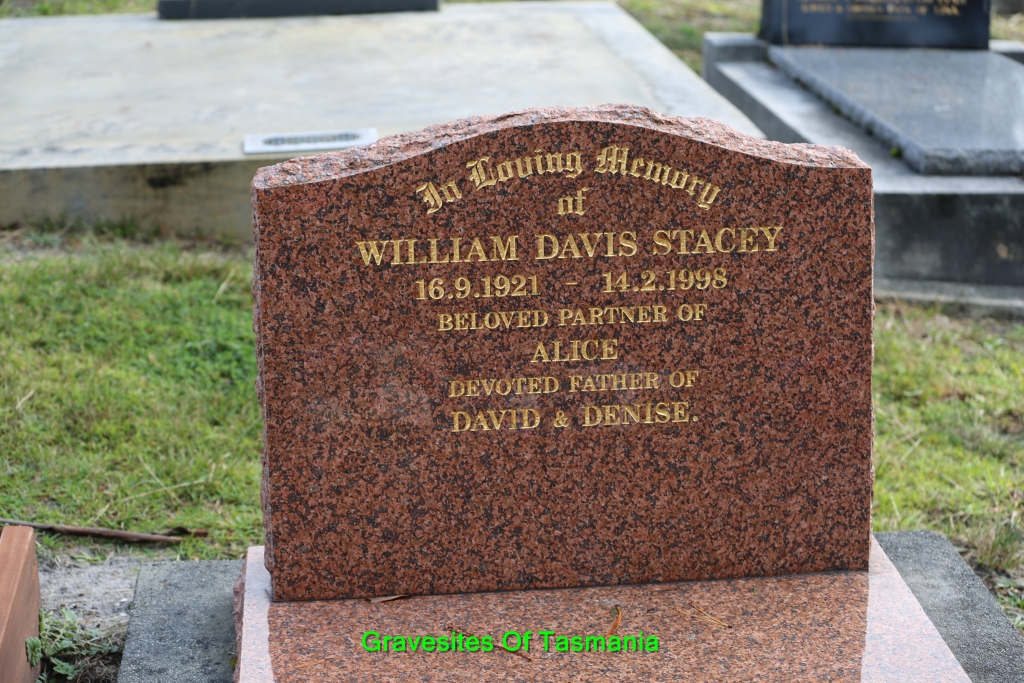 In Loving Memory
of
WILLIAM DAVIS STACEY
16.9.1921 - 14.2.1998
BELOVED PARTNER OF
ALICE
DEVOTED FATHER OF
DAVID & DENISE.
Gravesites Of Tasmania